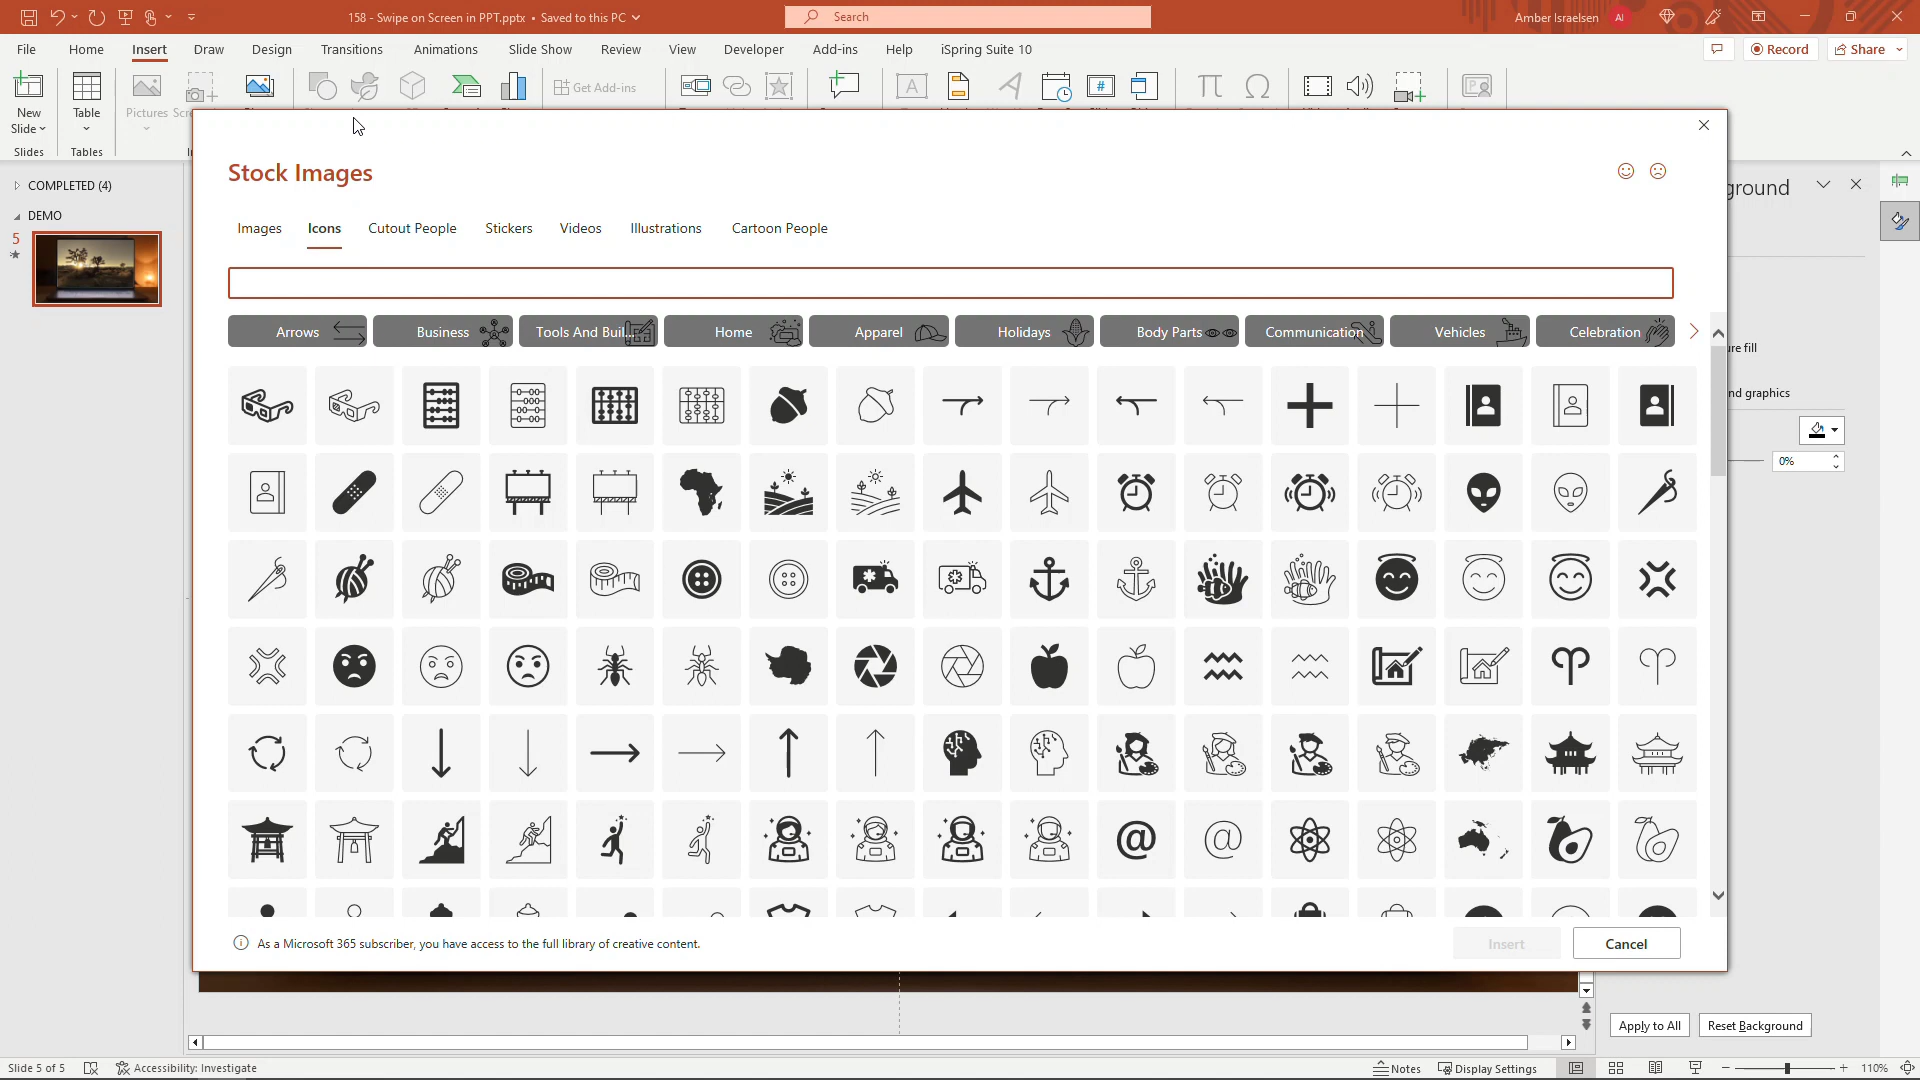 158 - Swipe on Screen in PPT.pptx • Saved to this PC
Search
Amber Israelsen
AI
File
Home
Insert
Draw
Design
Transitions
Animations
Slide Show
Review
View
Developer
Add-ins
Help
iSpring Suite 10
Record
Share
New
Slide
Table
Pictures
Get Add-ins
Slides
Tables
COMPLETED (4)
DEMO
5
Stock Images
Images
Icons
Cutout People
Stickers
Videos
Illustrations
Cartoon People
Arrows
Business
Tools And Buil...
Home
Apparel
Holidays
Body Parts
Communication
Vehicles
Celebration
ground
ure fill
nd graphics
0%
As a Microsoft 365 subscriber, you have access to the full library of creative content.
Insert
Cancel
Apply to All
Reset Background
Slide 5 of 5
Accessibility: Investigate
Notes
Display Settings
110%